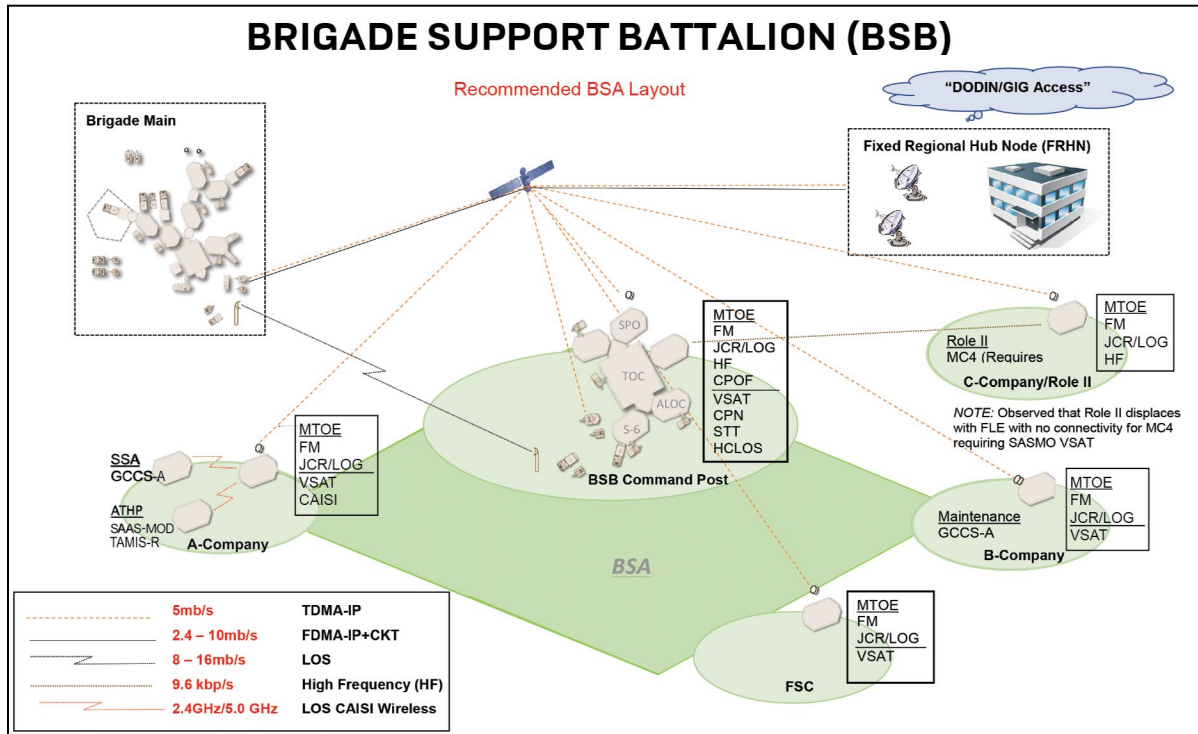 BRIGADE SUPPORT BATTALION (BSB)
Recommended BSA Layout
"DODIN/GIG Access"
Brigade Main
Fixed Regional Hub Node (FRHN)
SPO
TOC
ALOC
S-6
BSB Command Post
MTOE
FM
JCR/LOG
HF
CPOF
VSAT
CPN
STT
HCLOS
Role II
MC4 (Requires
C-Company/Role II
MTOE
FM
JCR/LOG
HF
NOTE: Observed that Role II displaces
with FLE with no connectivity for MC4
requiring SASMO VSAT
SSA
GCCS-A
ATHP
SAAS-MOD
TAMIS-R
A-Company
MTOE
FM
JCR/LOG
VSAT
CAISI
Maintenance
GCCS-A
B-Company
MTOE
FM
JCR/LOG
VSAT
BSA
FSC
MTOE
FM
JCR/LOG
VSAT
5mb/s TDMA-IP
2.4 – 10mb/s FDMA-IP+CKT
8 – 16mb/s LOS
9.6 kbp/s High Frequency (HF)
2.4GHz/5.0 GHz LOS CAISI Wireless